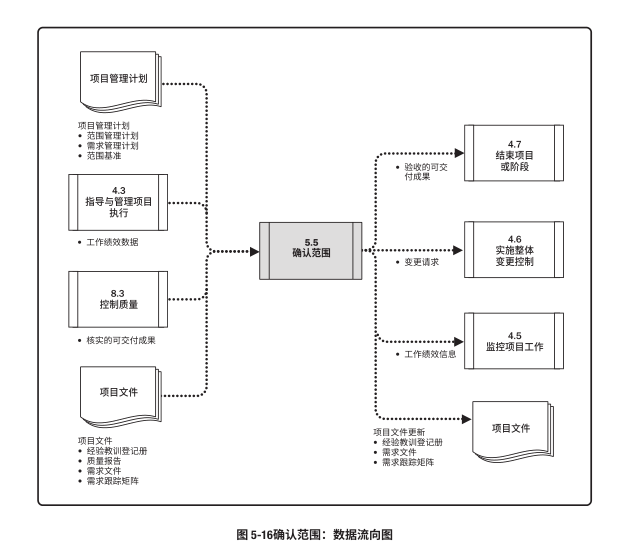 项目管理计划
项目管理计划
• 范围管理计划
• 需求管理计划
• 范围基准
4.3
指导与管理项目
执行
• 工作绩效数据
8.3
控制质量
• 核实的可交付成果
项目文件
项目文件
• 经验教训登记册
• 质量报告
• 需求文件
• 需求跟踪矩阵
5.5
确认范围
4.7
结束项目
或阶段
• 验收的可交
付成果
4.6
实施整体
变更控制
• 变更请求
4.5
监控项目工作
• 工作绩效信息
项目文件
项目文件更新
• 经验教训登记册
• 需求文件
• 需求跟踪矩阵
图 5-16确认范围：数据流向图